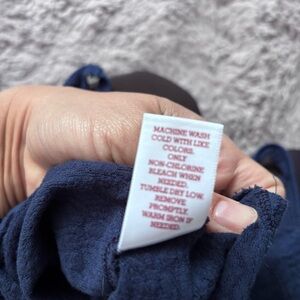 MACHINE WASH
COLD WITH LIKE
COLORS.
ONLY
NON-CHLORINE
BLEACH WHEN
NEEDED.
TUMBLE DRY LOW.
REMOVE
PROMPTLY.
WARM IRON IF
NEEDED.